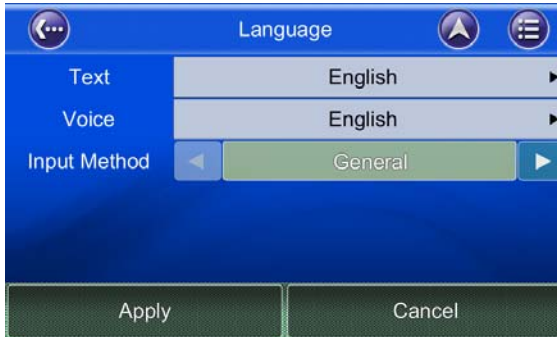 Language
Text English
Voice English
Input Method General
Apply Cancel